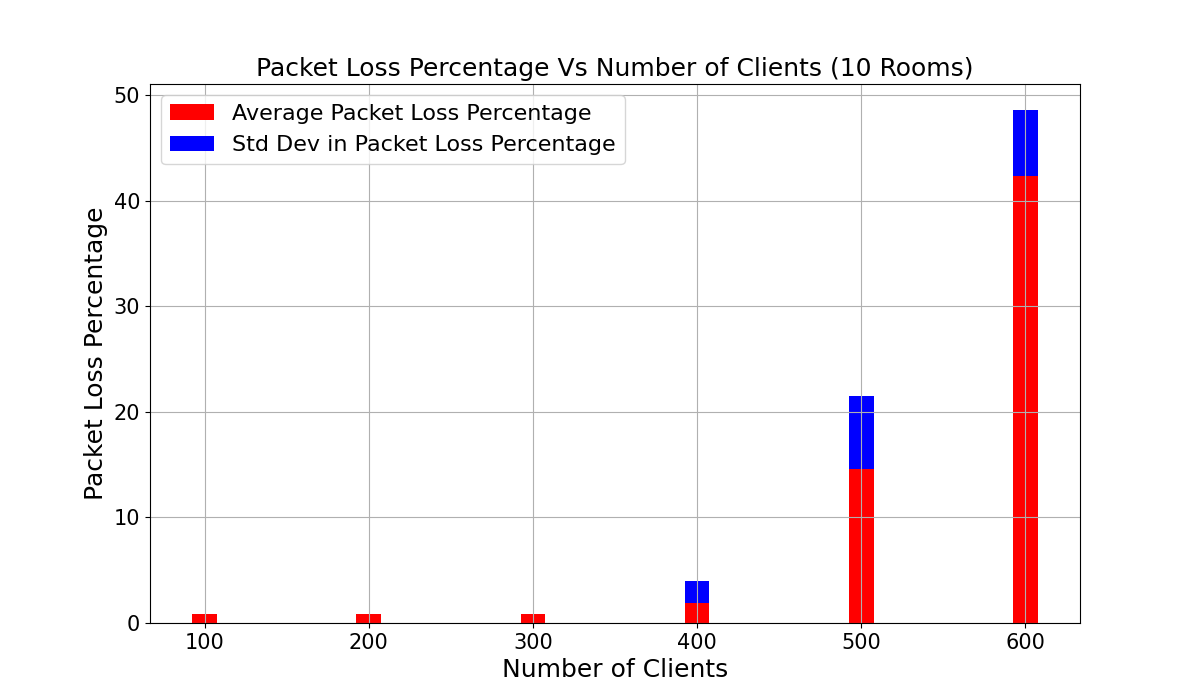 Packet Loss Percentage Vs Number of Clients (10 Rooms)
Average Packet Loss Percentage
Std Dev in Packet Loss Percentage
Packet Loss Percentage
50
40
30
20
10
0
100 200 300 400 500 600
Number of Clients